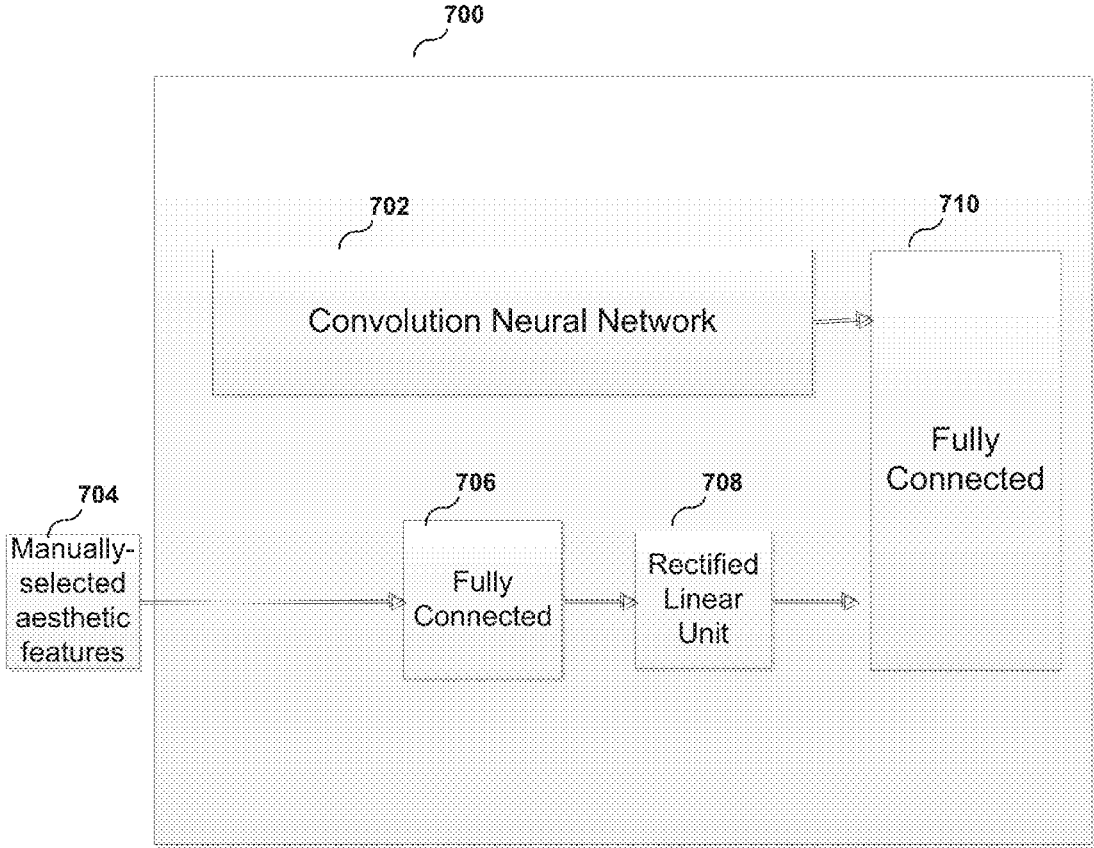 700
702
710
Convolution Neural Network
Fully
Connected
704
706
708
Manually-
selected
aesthetic
features
Fully
Connected
Rectified
Linear
Unit